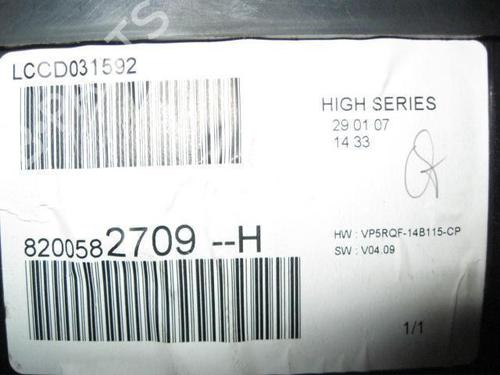 LCCD031592
HIGH SERIES
29 01 07
14 33
8200582709 --H
HW : VP5RQF-14B115-CP
SW : V04.09
1/1